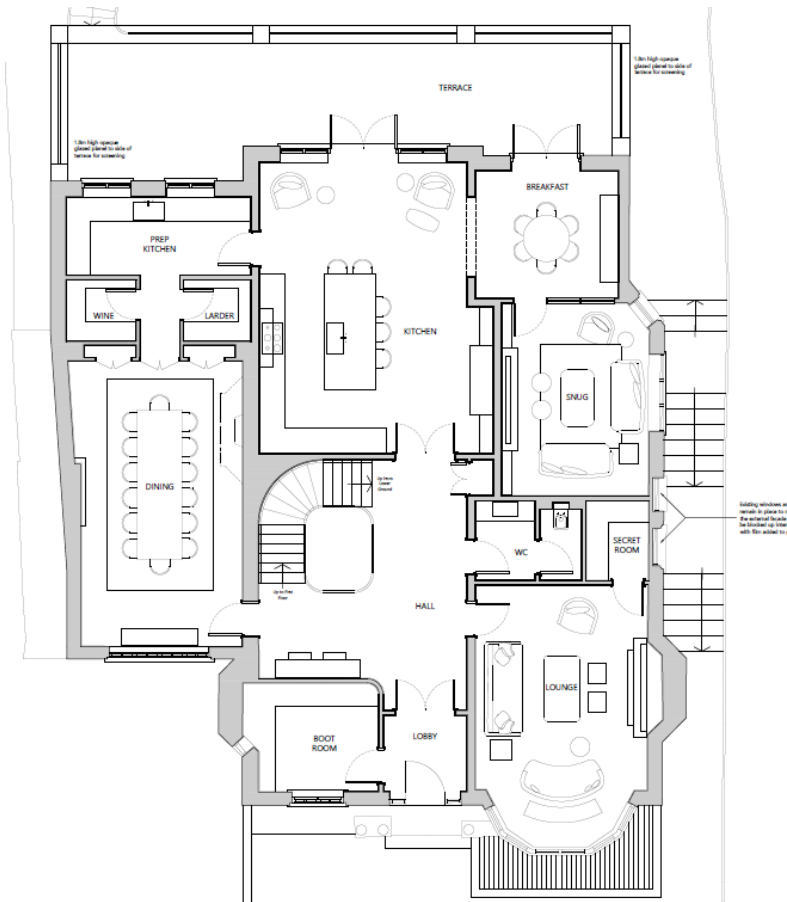 1.8m high opaque
glazed panel to side of
terrace for screening
TERRACE
1.8m high opaque
glazed panel to side of
terrace for screening
BREAKFAST
PREP
KITCHEN
WINE
LARDER
KITCHEN
SNUG
DINING
Up from
Lower
Ground
Up to First
Floor
Existing windows
remain in place to
the external facade
be blocked up
with film added to
WC
SECRET
ROOM
HALL
LOUNGE
BOOT
ROOM
LOBBY